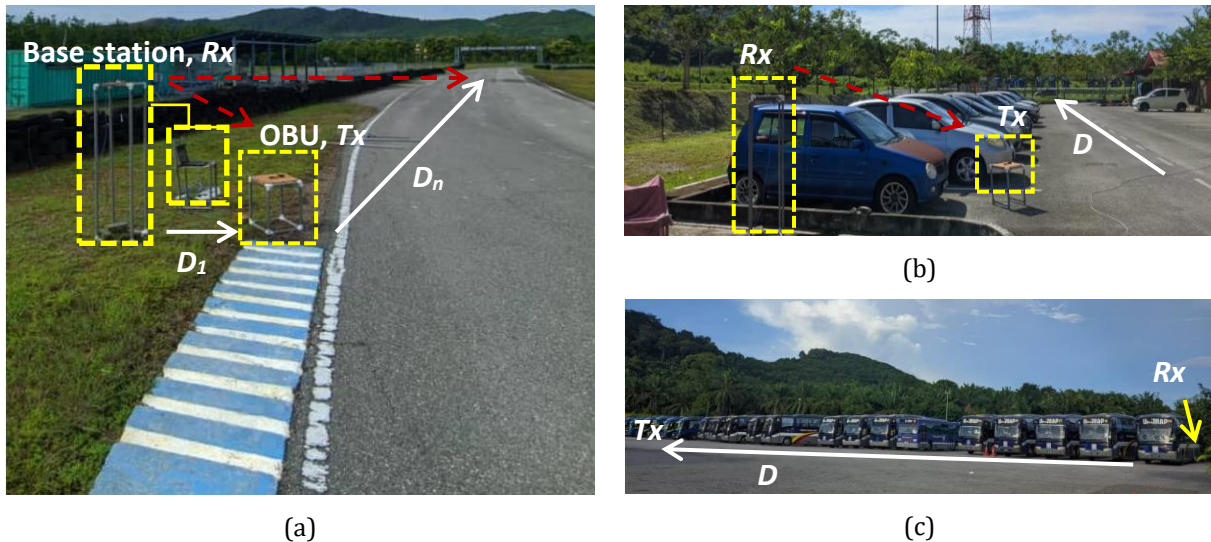 Base station, Rx
OBU, Tx
D1
Dn
(a)
Rx
Tx
D
(b)
Rx
Tx
D
(c)